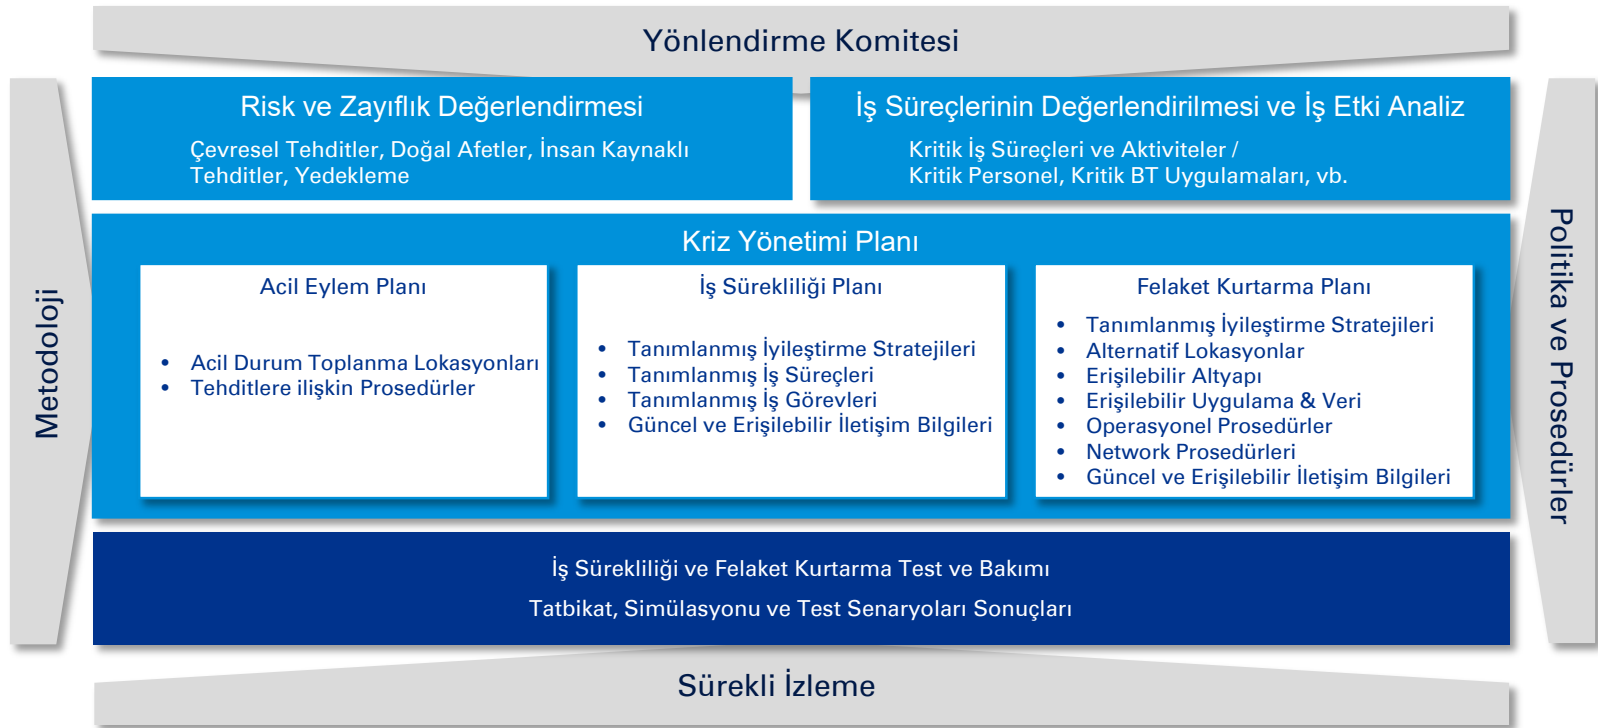 Yönlendirme Komitesi
Metodoloji
Risk ve Zayıflık Değerlendirmesi
Çevresel Tehditler, Doğal Afetler, İnsan Kaynaklı
Tehditler, Yedekleme
İş Süreçlerinin Değerlendirilmesi ve İş Etki Analiz
Kritik İş Süreçleri ve Aktiviteler /
Kritik Personel, Kritik BT Uygulamaları, vb.
Politika ve Prosedürler
Kriz Yönetimi Planı
Acil Eylem Planı
• Acil Durum Toplanma Lokasyonları
• Tehditlere ilişkin Prosedürler
İş Sürekliliği Planı
• Tanımlanmış İyileştirme Stratejileri
• Tanımlanmış İş Süreçleri
• Tanımlanmış İş Görevleri
• Güncel ve Erişilebilir İletişim Bilgileri
Felaket Kurtarma Planı
• Tanımlanmış İyileştirme Stratejileri
• Alternatif Lokasyonlar
• Erişilebilir Altyapı
• Erişilebilir Uygulama & Veri
• Operasyonel Prosedürler
• Network Prosedürleri
• Güncel ve Erişilebilir İletişim Bilgileri
İş Sürekliliği ve Felaket Kurtarma Test ve Bakımı
Tatbikat, Simülasyonu ve Test Senaryoları Sonuçları
Sürekli İzleme